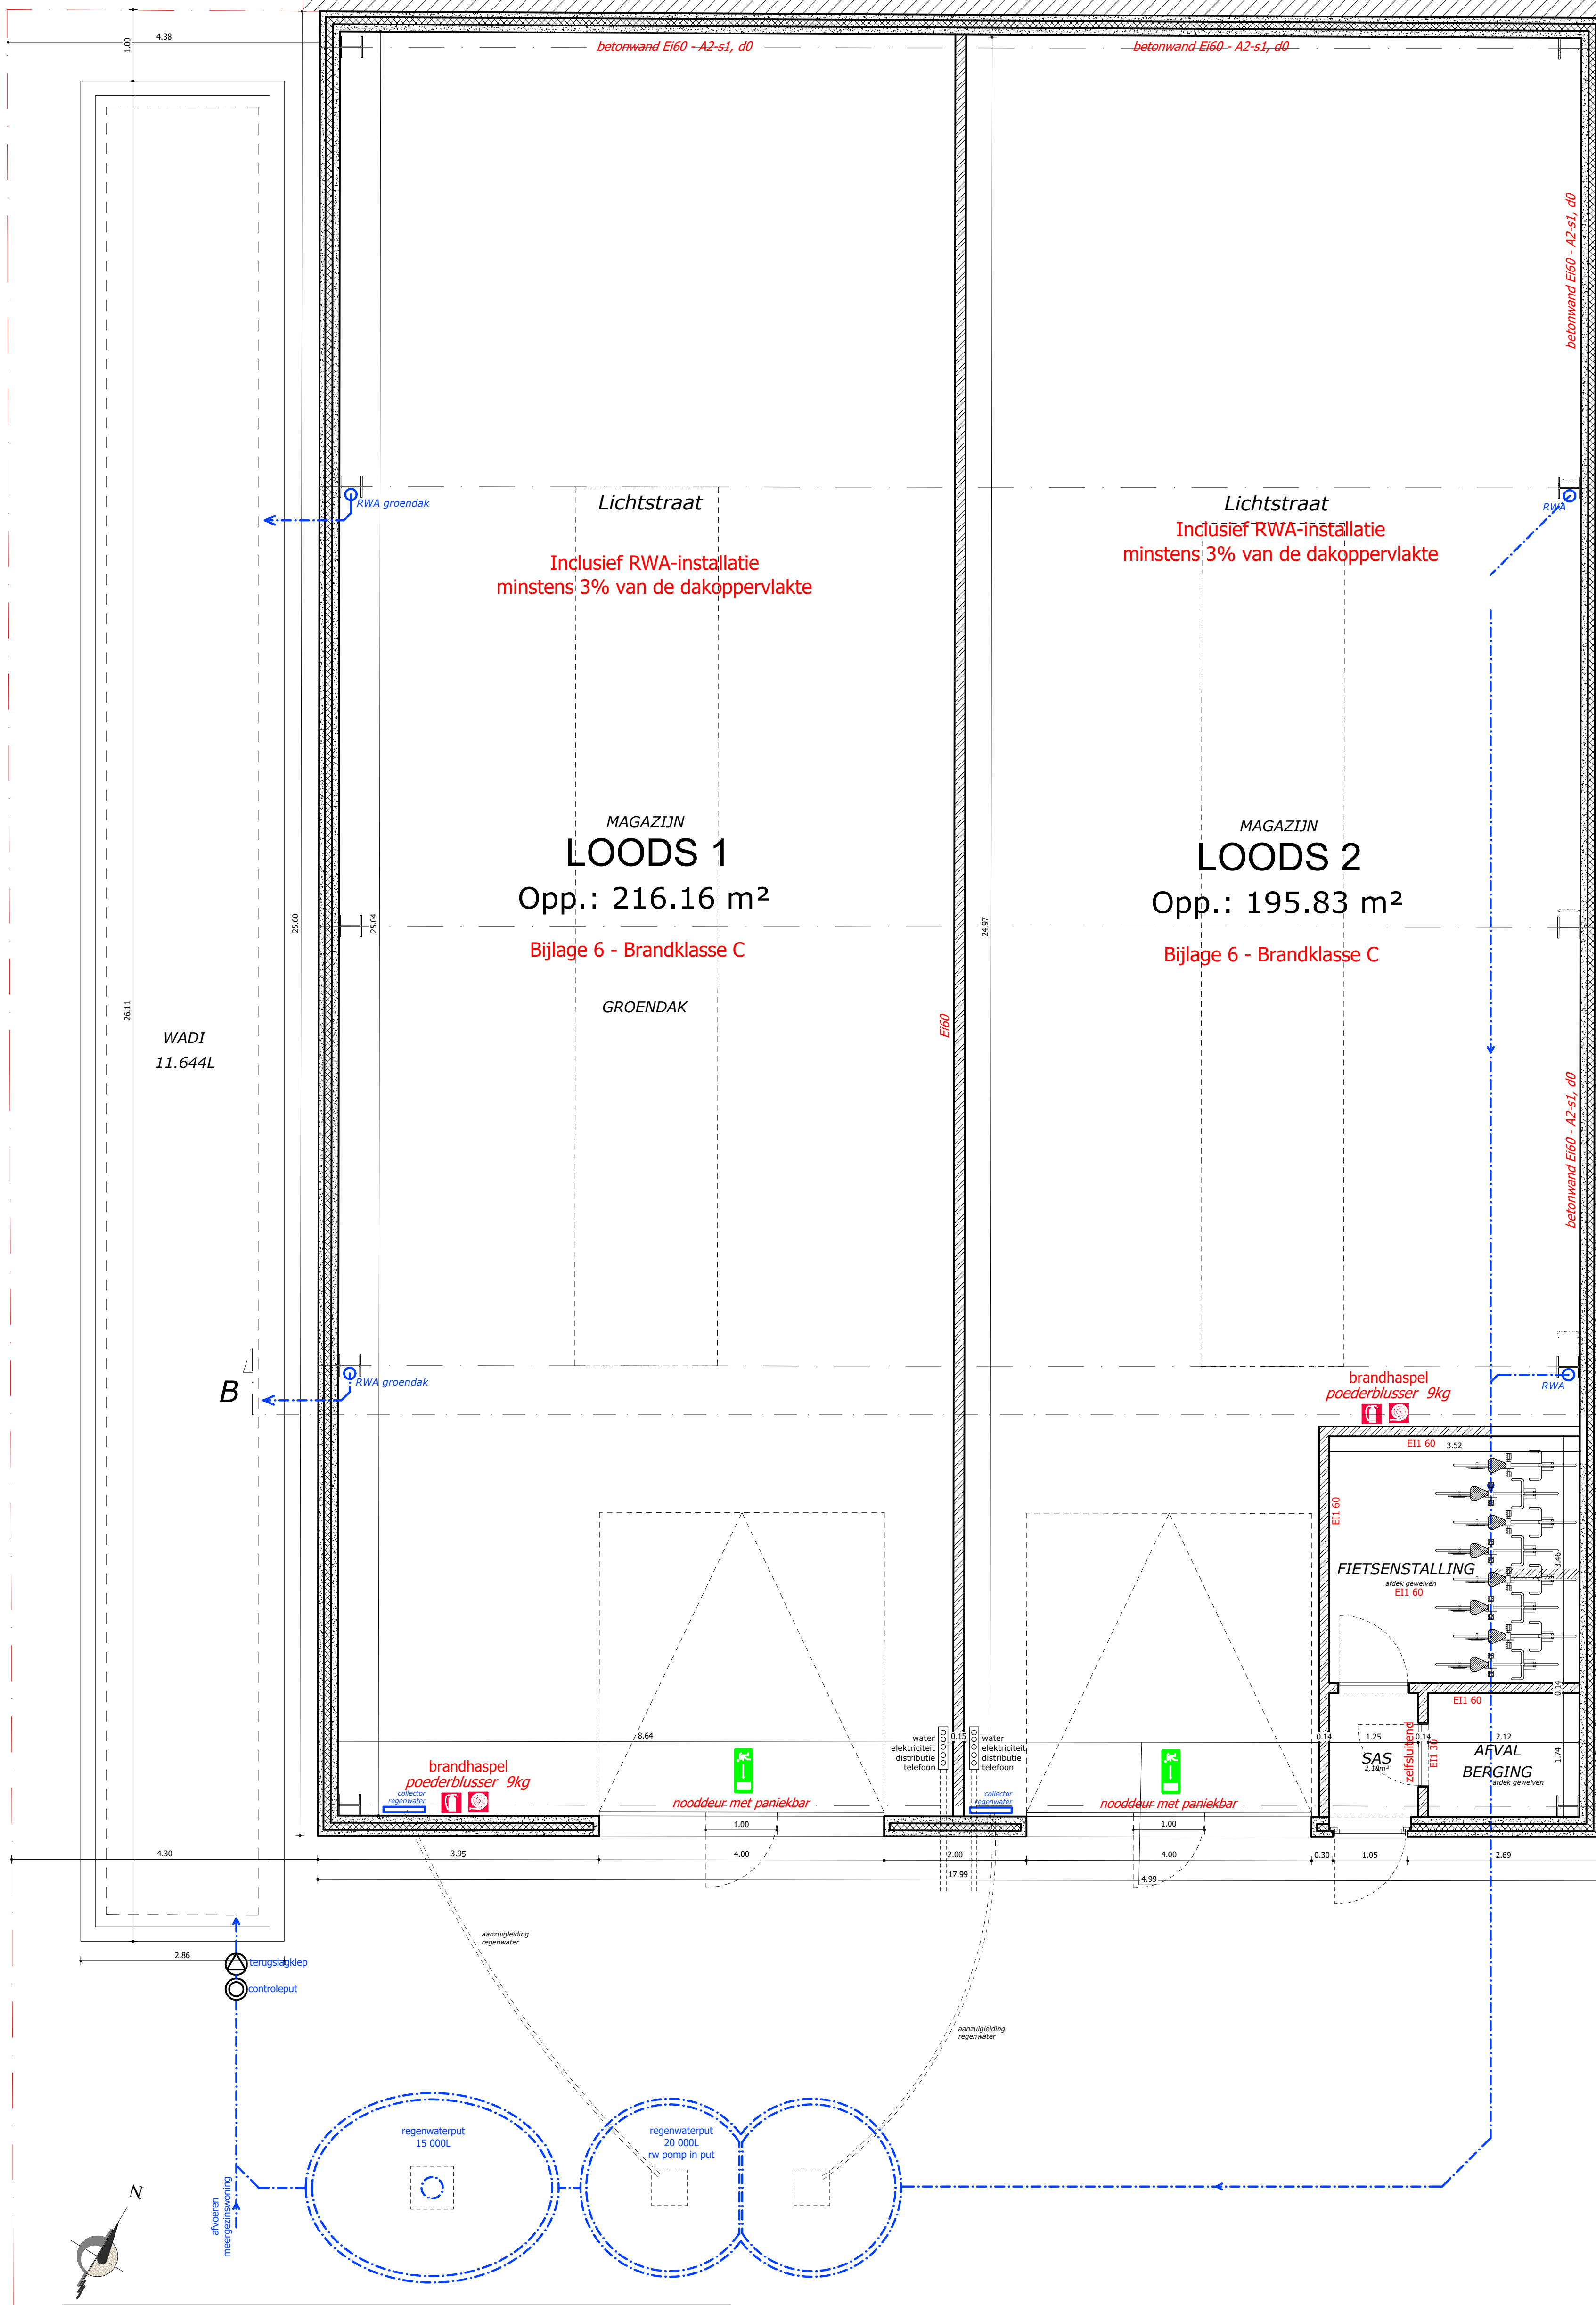 4.38
1.00
betonwand Ei60 - A2-s1, d0
betonwand Ei60 - A2-s1, d0
betonwand Ei60 - A2-s1, d0
RWA groendak
Lichtstraat
Inclusief RWA-installatie
minstens 3% van de dakoppervlakte
Lichtstraat
Inclusief RWA-installatie
minstens 3% van de dakoppervlakte
RWA
MAGAZIJN
LOODS 1
Opp.: 216.16 m²
Bijlage 6 - Brandklasse C
GROENDAK
MAGAZIJN
LOODS 2
Opp.: 195.83 m²
Bijlage 6 - Brandklasse C
25.60
25.04
24.97
26.11
WADI
11.644L
Ei60
betonwand Ei60 - A2-s1, d0
B
RWA groendak
RWA
brandhaspel
poederblusser 9kg
EI1 60
3.52
EI1 60
FIETSENSTALLING
afdek gewelven
EI1 60
3.46
0.14
EI1 60
8.64
0.15
water
elektriciteit
distributie
telefoon
water
elektriciteit
distributie
telefoon
0.14
1.25
0.14
2.12
SAS
2,18m²
zelfsluitend
EI1 30
AFVAL
BERGING
afdek gewelven
1.74
brandhaspel
poederblusser 9kg
collector
regenwater
nooddeur met paniekbar
collector
regenwater
nooddeur met paniekbar
1.00
1.00
4.30
3.95
4.00
2.00
4.00
0.30
1.05
2.69
17.99
4.99
aanzuigleiding
regenwater
2.86
terugslagklep
controleput
aanzuigleiding
regenwater
regenwaterput
15 000L
regenwaterput
20 000L
rw pomp in put
afvoeren
meergezinswoning
N